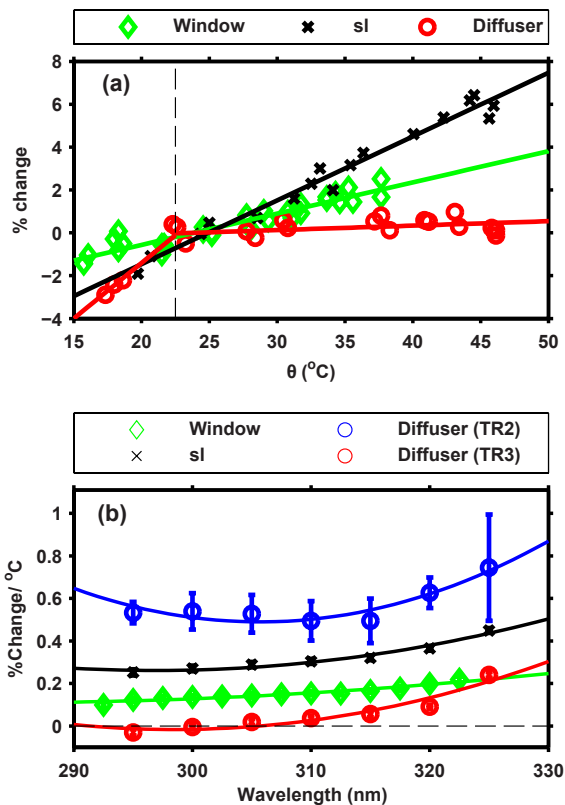 Window sl Diffuser
(a)
% change
8
6
4
2
0
−2
−4
15 20 25 30 35 40 45 50
θ (°C)
Window Diffuser (TR2)
sl Diffuser (TR3)
(b)
%Change/ °C
1
0.8
0.6
0.4
0.2
0
290 300 310 320 330
Wavelength (nm)